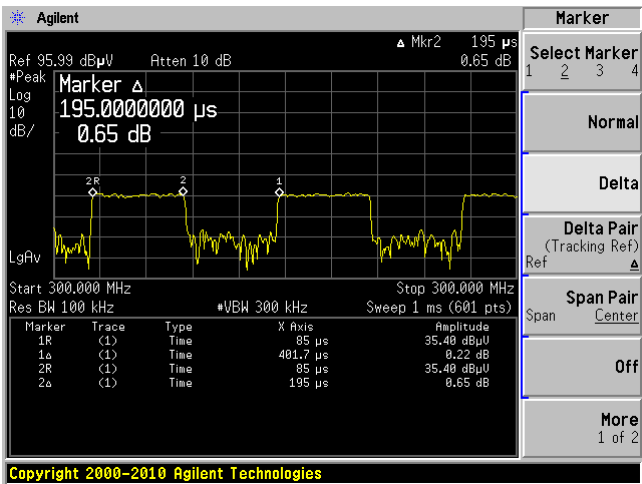 Agilent
Marker
Δ Mkr2 195 µs
Ref 95.99 dBµV Atten 10 dB 0.65 dB
#Peak
Log
10
dB/
Marker Δ
195.0000000 µs
0.65 dB
2R
2
1
LgAv
Start 300.000 MHz Stop 300.000 MHz
Res BW 100 kHz #VBW 300 kHz Sweep 1 ms (601 pts)
Marker Trace Type X Axis Amplitude
1R (1) Time 85 µs 35.40 dBµV
1Δ (1) Time 401.7 µs 0.22 dB
2R (1) Time 85 µs 35.40 dBµV
2Δ (1) Time 195 µs 0.65 dB
Select Marker
1 2 3 4
Normal
Delta
Delta Pair
(Tracking Ref)
Ref Δ
Span Pair
Span Center
Off
More
1 of 2
Copyright 2000-2010 Agilent Technologies